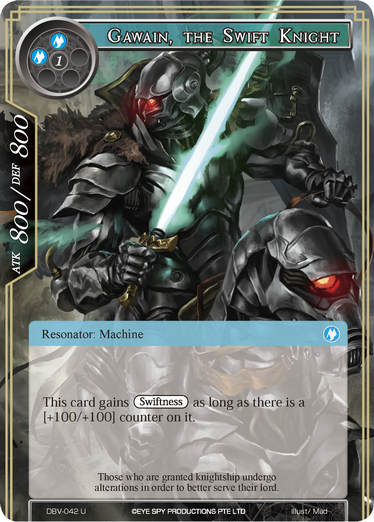 Gawain, the Swift Knight
1
ATK 800/ DEF 800
Resonator: Machine
This card gains Swiftness as long as there is a
[+100/+100] counter on it.
Those who are granted knighthood undergo
alterations in order to better serve their lord.
DBV-042 U ©EYE SPY PRODUCTIONS PTE LTD Illust/ Mad